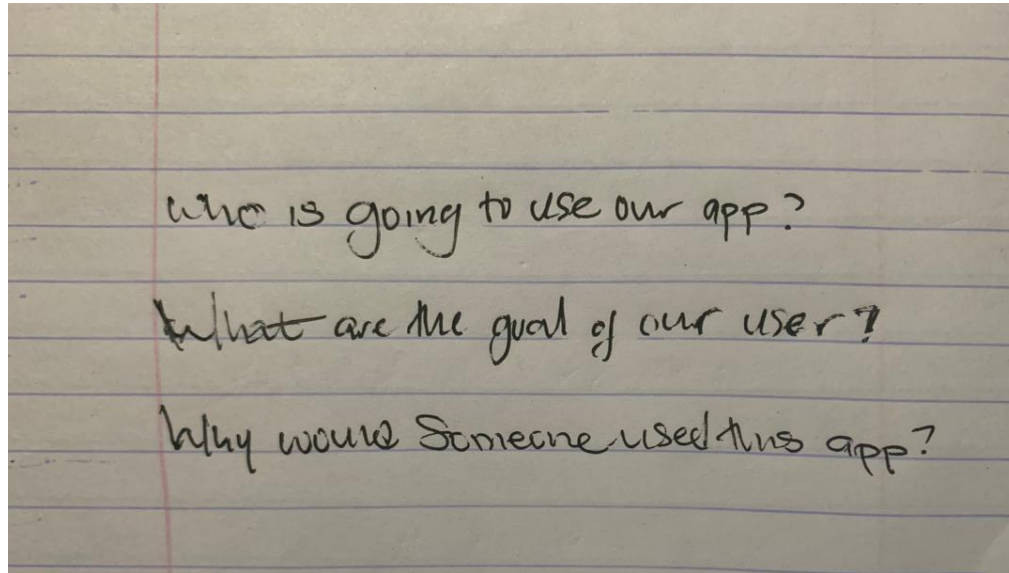 who is going to use our app?
What are the goal of our user?
Why would Someone used this app?